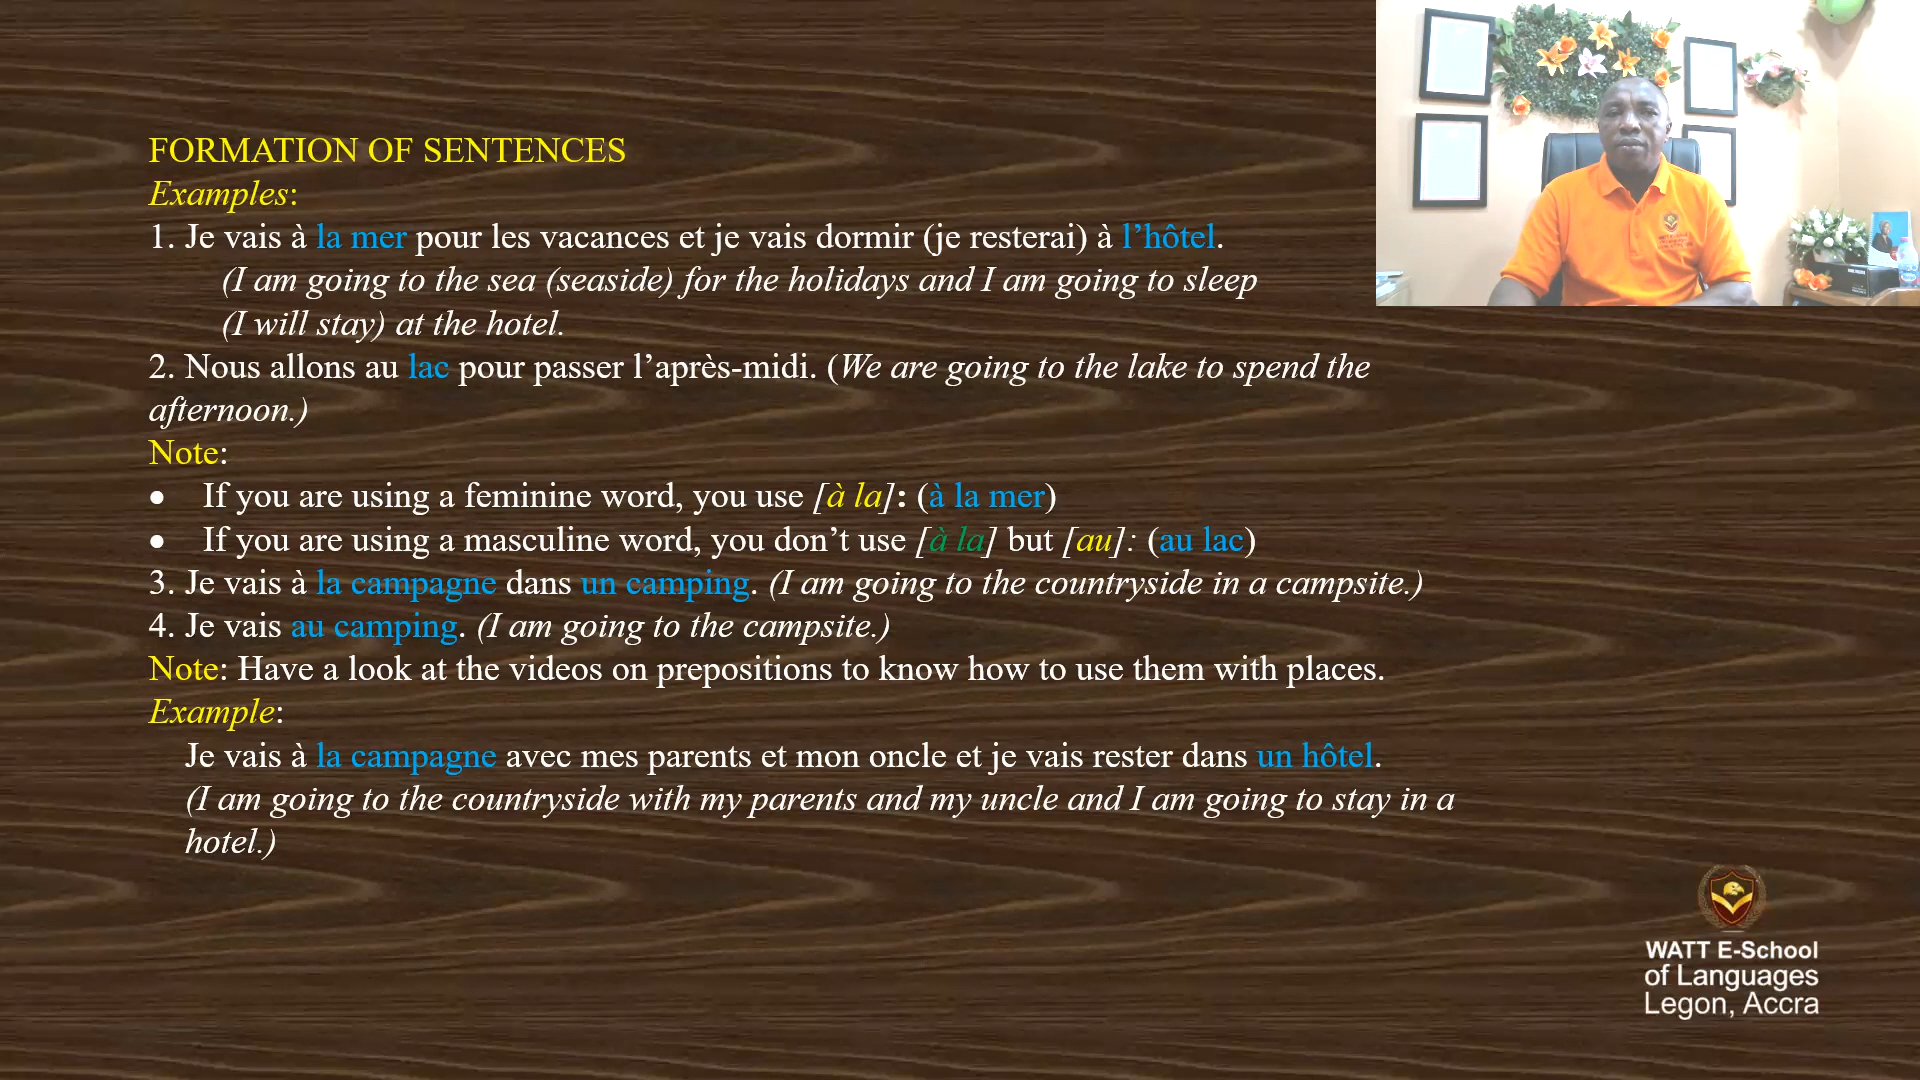 FORMATION OF SENTENCES
Examples:
1. Je vais à la mer pour les vacances et je vais dormir (je resterai) à l’hôtel.
(I am going to the sea (seaside) for the holidays and I am going to sleep
(I will stay) at the hotel.
2. Nous allons au lac pour passer l’après-midi. (We are going to the lake to spend the
afternoon.)
Note:
• If you are using a feminine word, you use [à la]: (à la mer)
• If you are using a masculine word, you don’t use [à la] but [au]: (au lac)
3. Je vais à la campagne dans un camping. (I am going to the countryside in a campsite.)
4. Je vais au camping. (I am going to the campsite.)
Note: Have a look at the videos on prepositions to know how to use them with places.
Example:
Je vais à la campagne avec mes parents et mon oncle et je vais rester dans un hôtel.
(I am going to the countryside with my parents and my uncle and I am going to stay in a
hotel.)
WATT E-School
of Languages
Legon, Accra